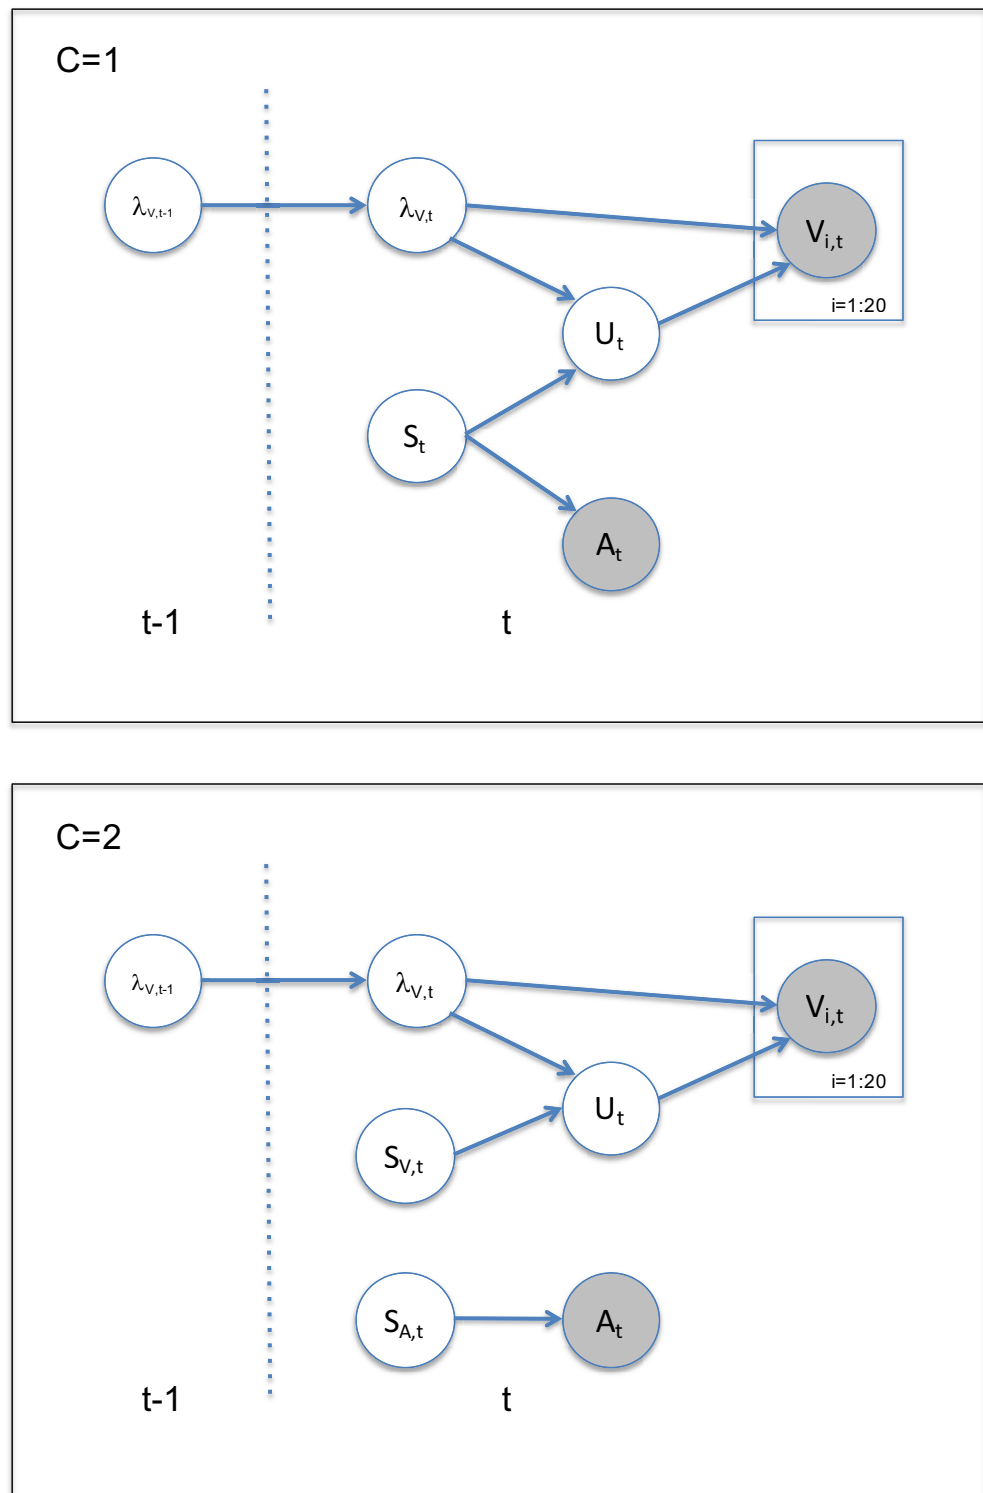 C=1
λV,t-1
λV,t
Vi,t
i=1:20
Ut
St
At
t-1
t
C=2
λV,t-1
λV,t
Vi,t
i=1:20
Ut
SV,t
SA,t
At
t-1
t